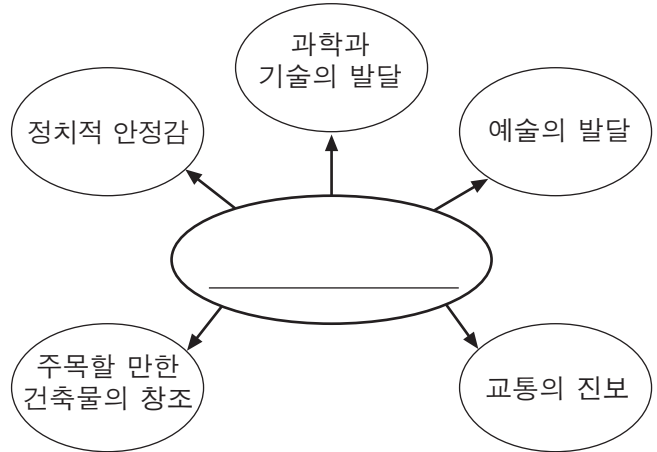 과학과
기술의 발달
정치적 안정감
예술의 발달
주목할 만한
건축물의 창조
교통의 진보